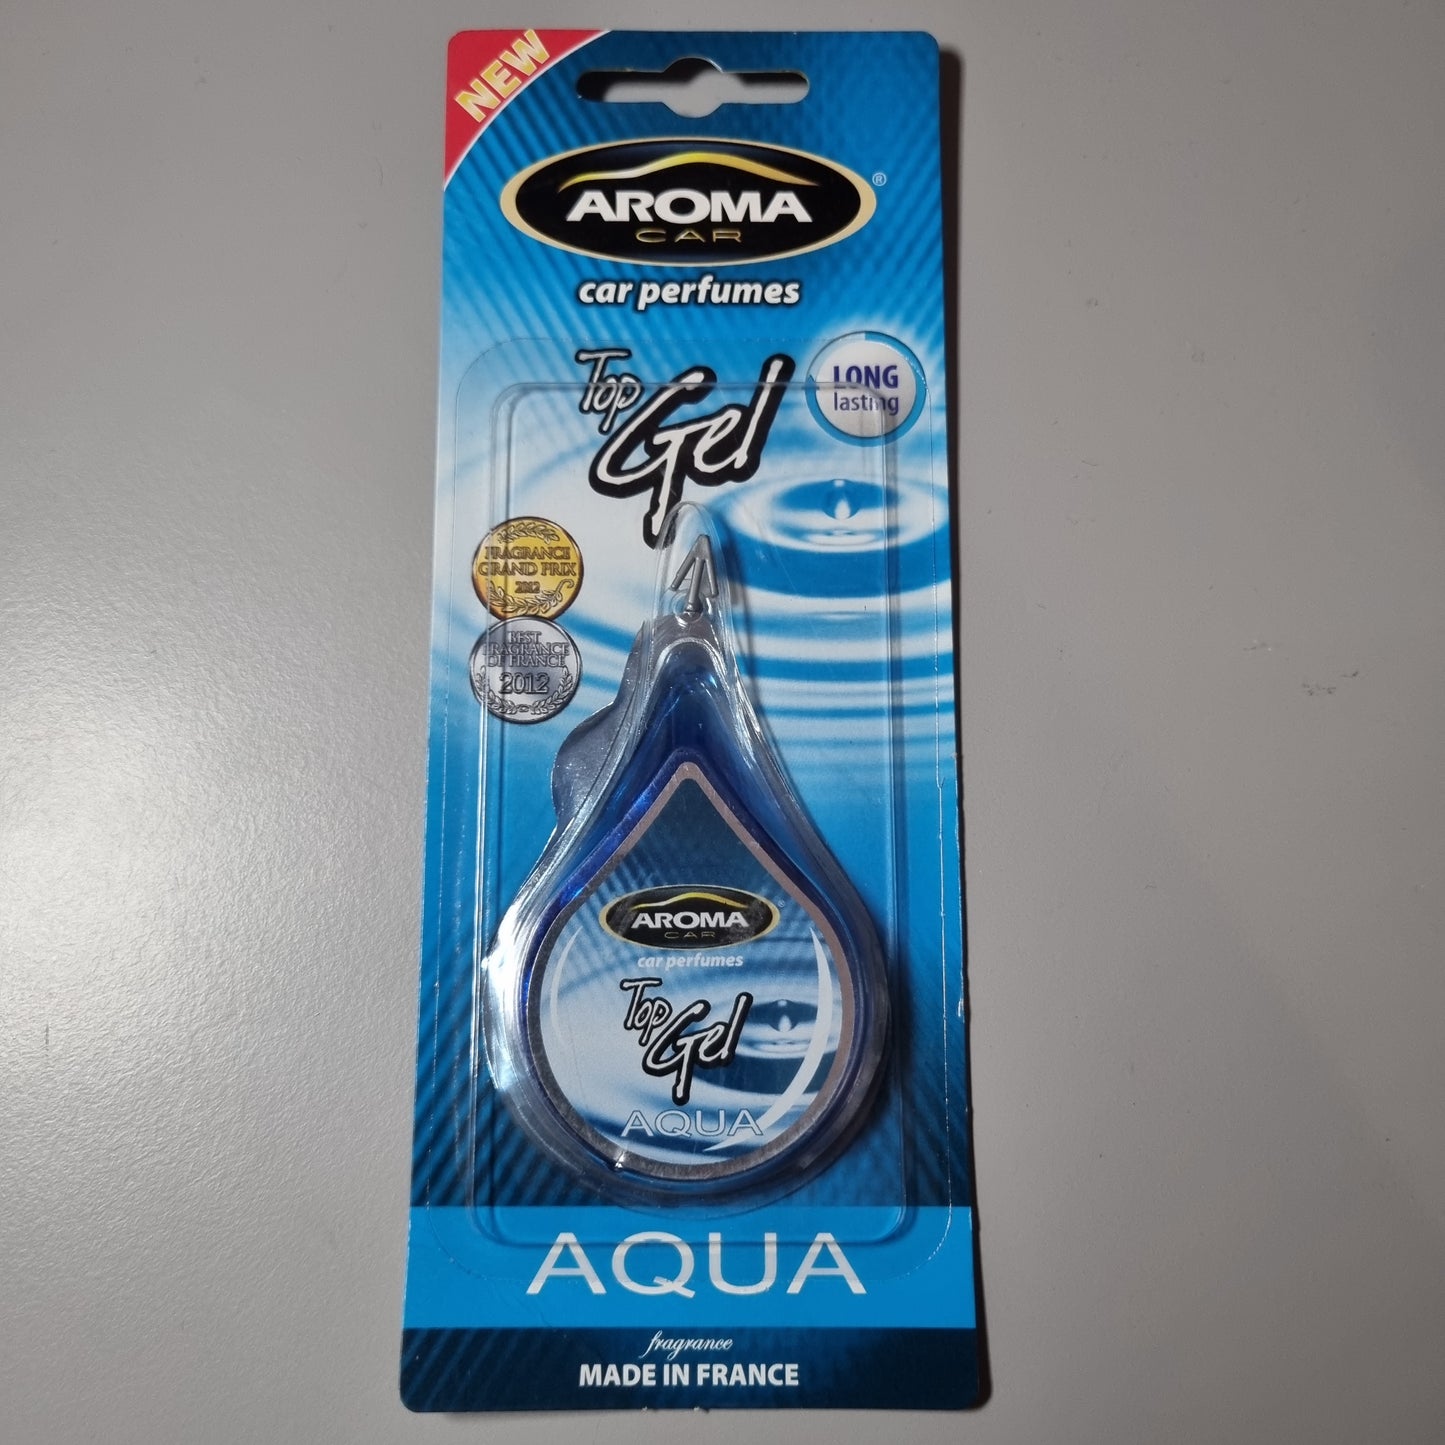 NEW
AROMA
CAR
®
car perfumes
Top
Gel
LONG
lasting
FRAGRANCE
GRAND PRIX
2012
BEST
FRAGRANCE
DE FRANCE
2012
AROMA
CAR
®
car perfumes
Top
Gel
AQUA
AQUA
fragrance
MADE IN FRANCE